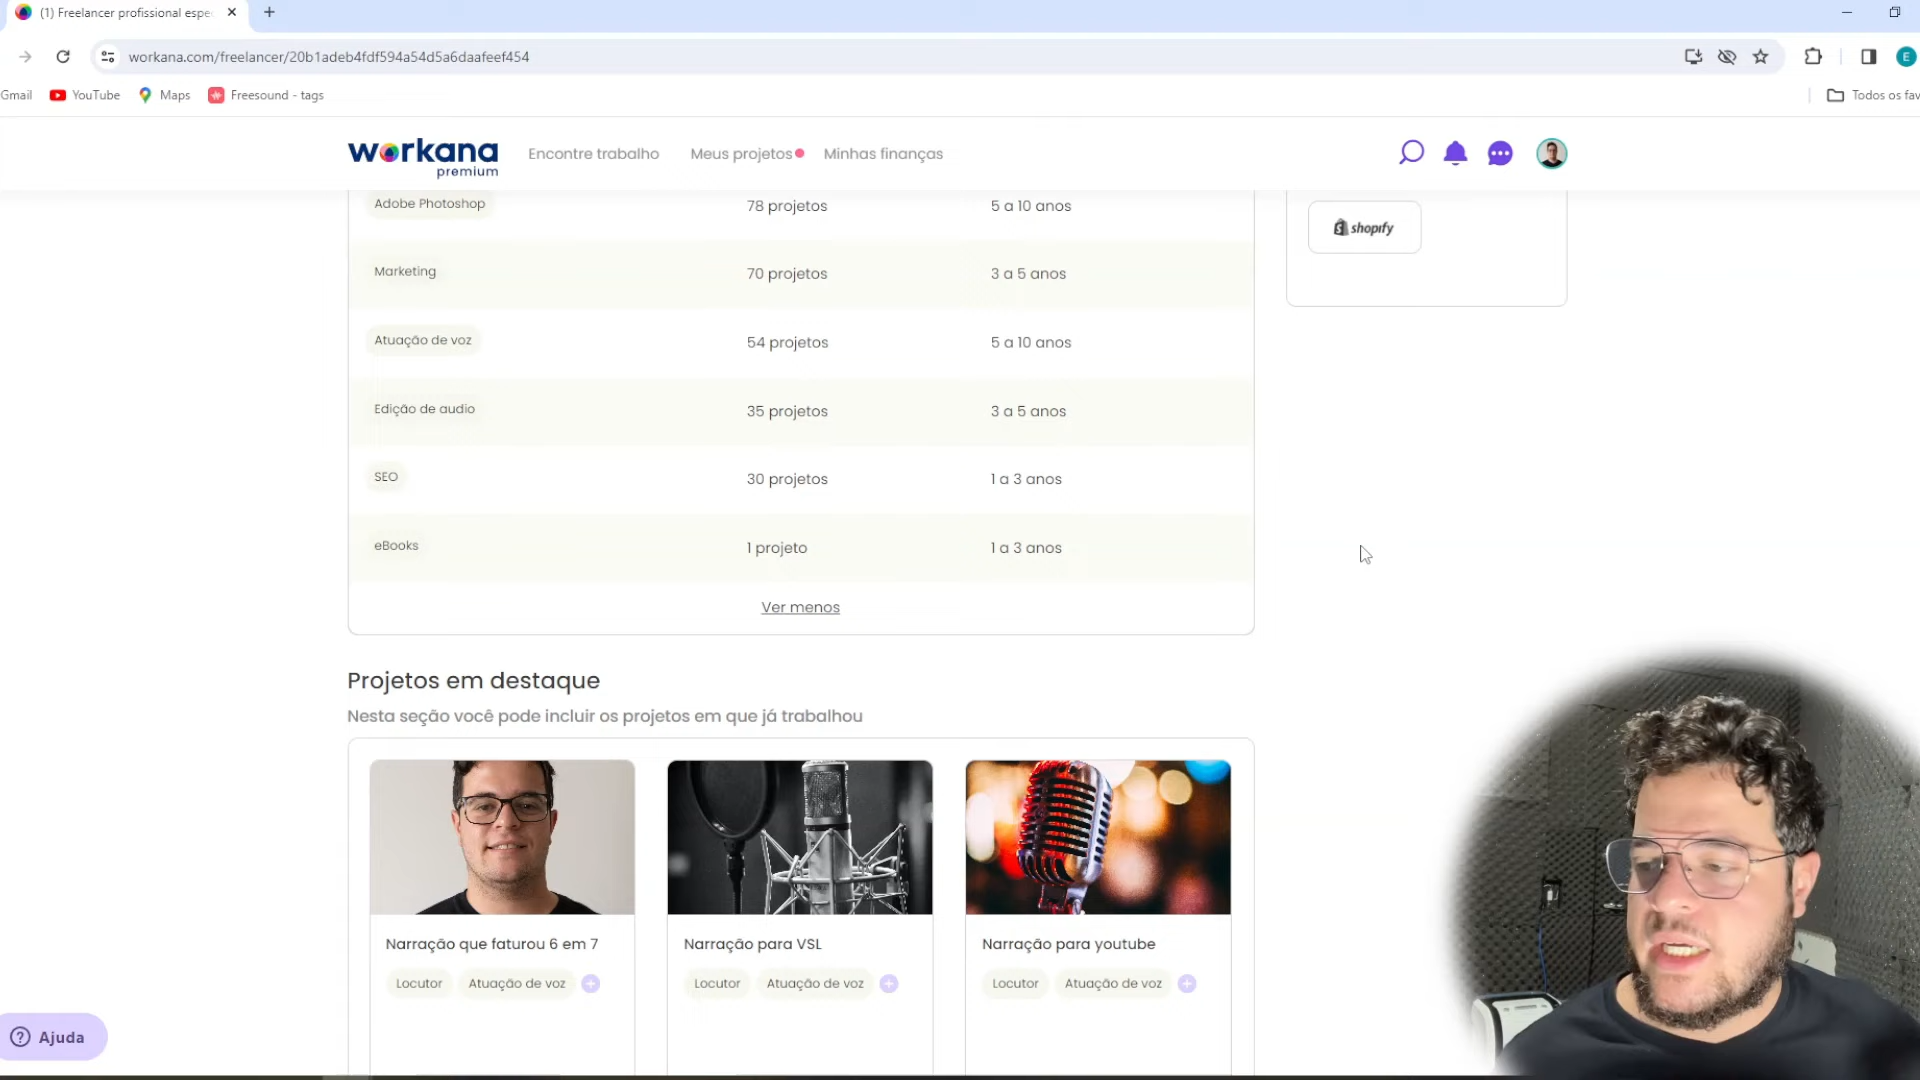 (1) Freelancer profissional espe
workana.com/freelancer/20b1adeb4fdf594a54d5a6daafeef454
E
Gmail
YouTube
Maps
Freesound - tags
Todos os fav
workana
premium
Encontre trabalho
Meus projetos
Minhas finanças
Adobe Photoshop
78 projetos
5 a 10 anos
shopify
Marketing
70 projetos
3 a 5 anos
Atuação de voz
54 projetos
5 a 10 anos
Edição de audio
35 projetos
3 a 5 anos
SEO
30 projetos
1 a 3 anos
eBooks
1 projeto
1 a 3 anos
Ver menos
Projetos em destaque
Nesta seção você pode incluir os projetos em que já trabalhou
Narração que faturou 6 em 7
Narração para VSL
Narração para youtube
Locutor
Atuação de voz
Locutor
Atuação de voz
Locutor
Atuação de voz
Ajuda